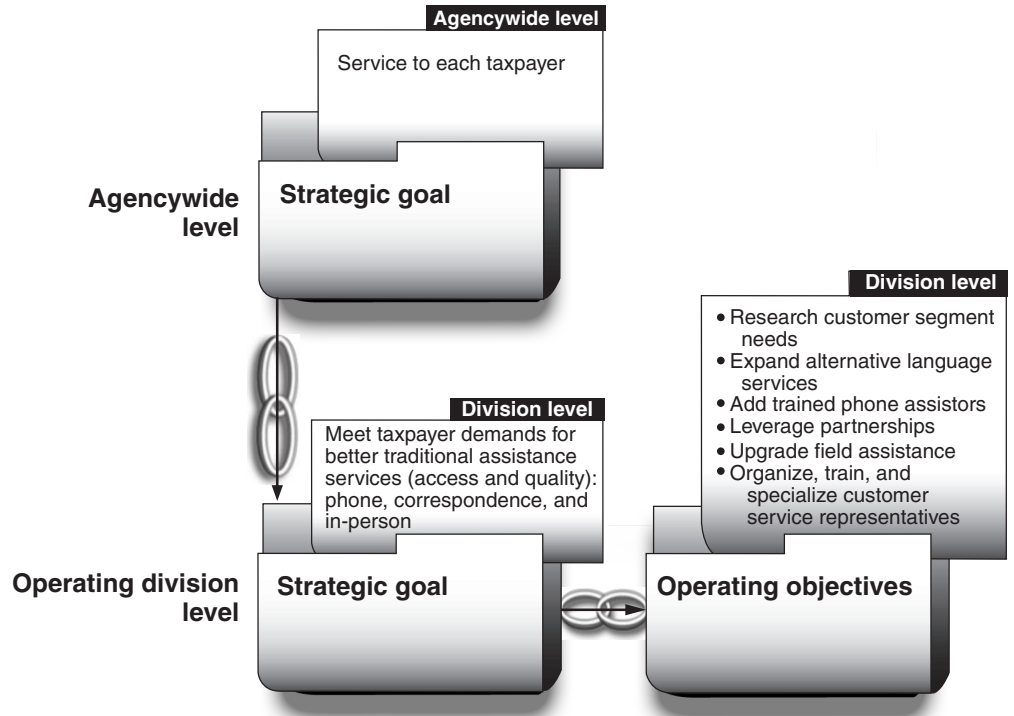 Agencywide level
Service to each taxpayer
Agencywide
level
Strategic goal
Division level
• Research customer segment
needs
• Expand alternative language
services
• Add trained phone assistors
• Leverage partnerships
• Upgrade field assistance
• Organize, train, and
specialize customer
service representatives
Division level
Meet taxpayer demands for
better traditional assistance
services (access and quality):
phone, correspondence, and
in-person
Operating division
level
Strategic goal
Operating objectives